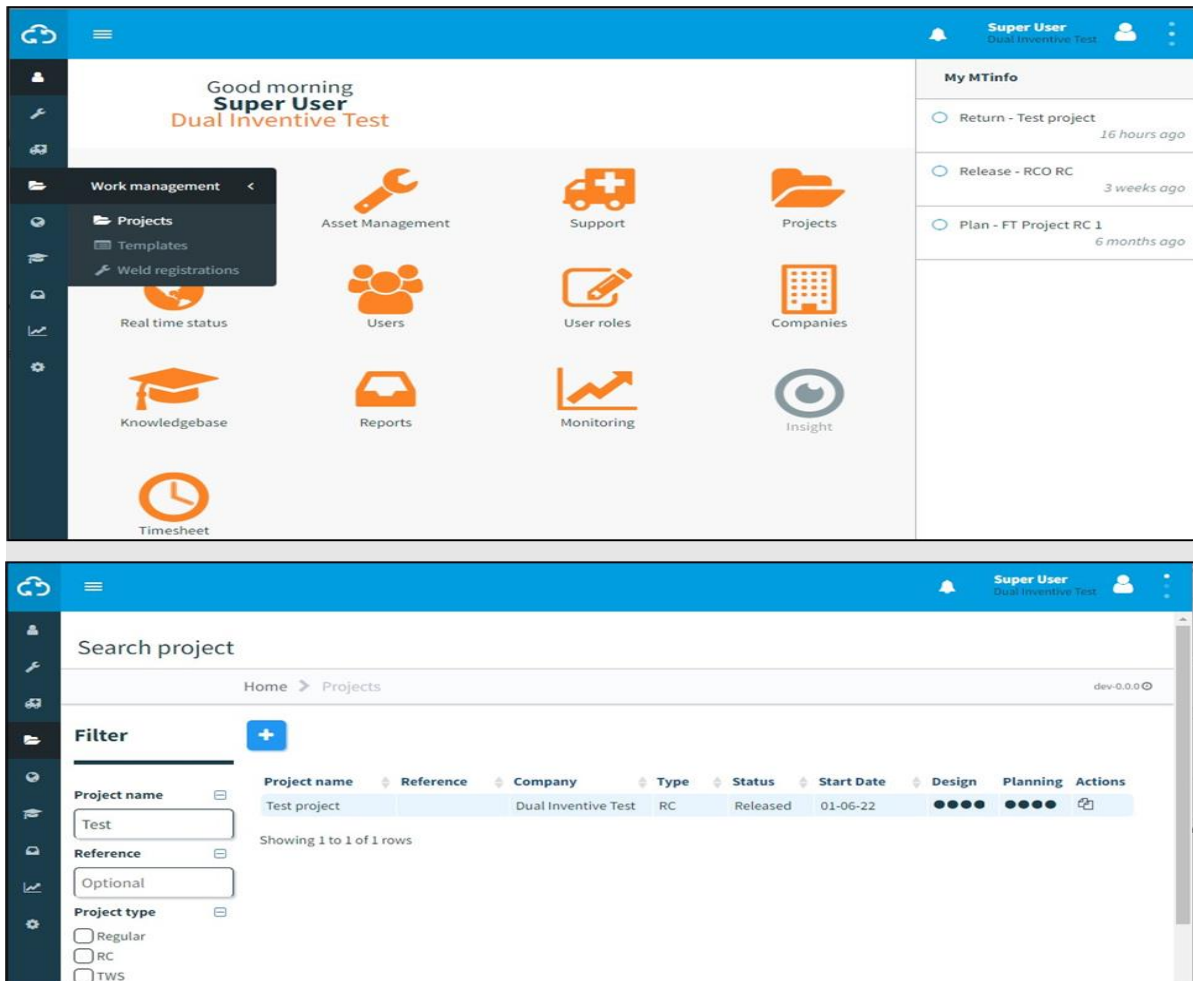 Super User
Dual Inventive Test
Good morning
Super User
Dual Inventive Test
My MTinfo
Return - Test project
16 hours ago
Release - RCO RC
3 weeks ago
Plan - FT Project RC 1
6 months ago
Work management <
Projects
Templates
Weld registrations
Asset Management
Support
Projects
Real time status
Users
User roles
Companies
Knowledgebase
Reports
Monitoring
Insight
Timesheet
Super User
Dual Inventive Test
Search project
Home > Projects
dev-0.0.0
Filter
Project name
Test
Reference
Optional
Project type
Regular
RC
TWS
+
Project name Reference Company Type Status Start Date Design Planning Actions
Test project Dual Inventive Test RC Released 01-06-22
Showing 1 to 1 of 1 rows